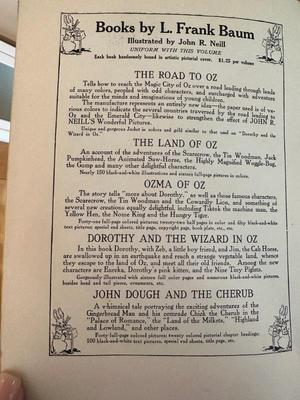 Books by L. Frank Baum
Illustrated by John R. Neill
UNIFORM WITH THIS VOLUME
Each book handsomely bound in artistic pictorial cover. $1.25 per volume
THE ROAD TO OZ
Tells how to reach the Magic City of Oz over a road leading through lands
of many colors, peopled with odd characters, and surcharged with adventure
suitable for the minds and imaginations of young children.
The manufacture represents an entirely new idea—the paper used is of va-
rious colors to indicate the several countries traversed by the road leading to
Oz and the Emerald City—likewise to strengthen the effect of JOHN R.
NEILL'S Wonderful Pictures.
Unique and gorgeous Jacket in colors and gold similar to that used on "Dorothy and the
Wizard in Oz."
THE LAND OF OZ
An account of the adventures of the Scarecrow, the Tin Woodman, Jack
Pumpkinhead, the Animated Saw-Horse, the Highly Magnified Woggle-Bug,
the Gump and many other delightful characters.
Nearly 150 black-and-white illustrations and sixteen full-page pictures in colors.
OZMA OF OZ
The story tells "more about Dorothy," as well as those famous characters,
the Scarecrow, the Tin Woodman and the Cowardly Lion, and something of
several new creations equally delightful, including Tiktok the machine man, the
Yellow Hen, the Nome King and the Hungry Tiger.
Forty-one full-page colored pictures; twenty-two half pages in color and fifty black-and-white
text pictures; special end sheets, title page, copyright page, book plate, etc., etc.
DOROTHY AND THE WIZARD IN OZ
In this book Dorothy, with Zeb, a little boy friend, and Jim, the Cab Horse,
are swallowed up in an earthquake and reach a strange vegetable land, whence
they escape to the land of Oz, and meet all their old friends. Among the new
characters are Eureka, Dorothy's pink kitten, and the Nine Tiny Piglets.
Gorgeously illustrated with sixteen full color pages and numerous black-and-white pictures,
besides head and tail pieces, ornaments, etc.
JOHN DOUGH AND THE CHERUB
A whimsical tale portraying the exciting adventures of the
Gingerbread Man and his comrade Chick the Cherub in the
"Palace of Romance," the "Land of the Mifkets," "Highland
and Lowland," and other places.
Forty full-page colored pictures; twenty colored pictorial chapter headings;
100 black-and-white text pictures, special end sheets, title page, etc.